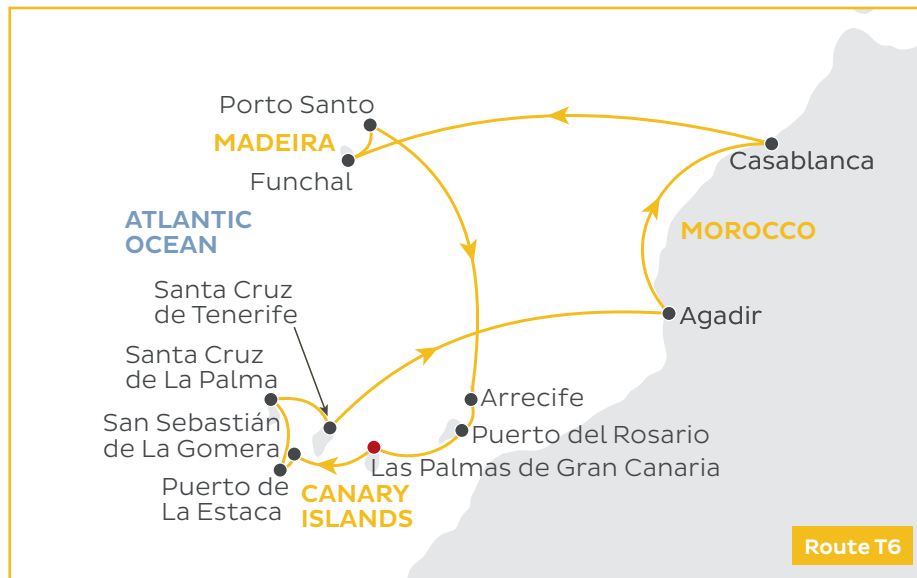 Porto Santo
MADEIRA
Funchal
Casablanca
ATLANTIC
OCEAN
MOROCCO
Santa Cruz
de Tenerife
Agadir
Santa Cruz
de La Palma
Arrecife
San Sebastián
de La Gomera
Puerto del Rosario
Las Palmas de Gran Canaria
Puerto de
La Estaca
CANARY
ISLANDS
Route T6